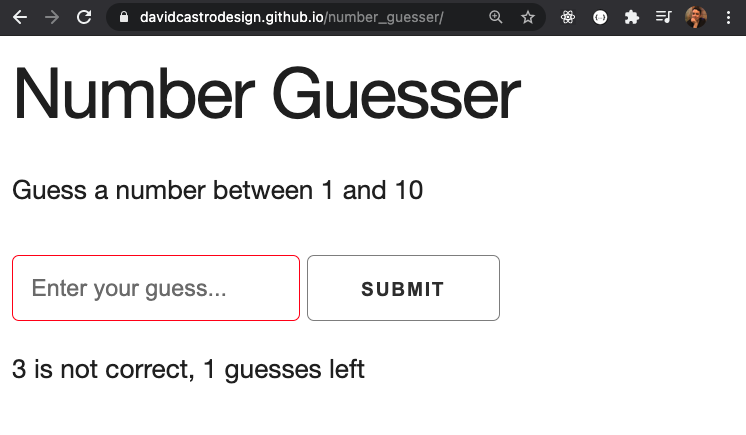 davidcastrodesign.github.io/number_guesser/
Number Guesser
Guess a number between 1 and 10
Enter your guess... SUBMIT
3 is not correct, 1 guesses left